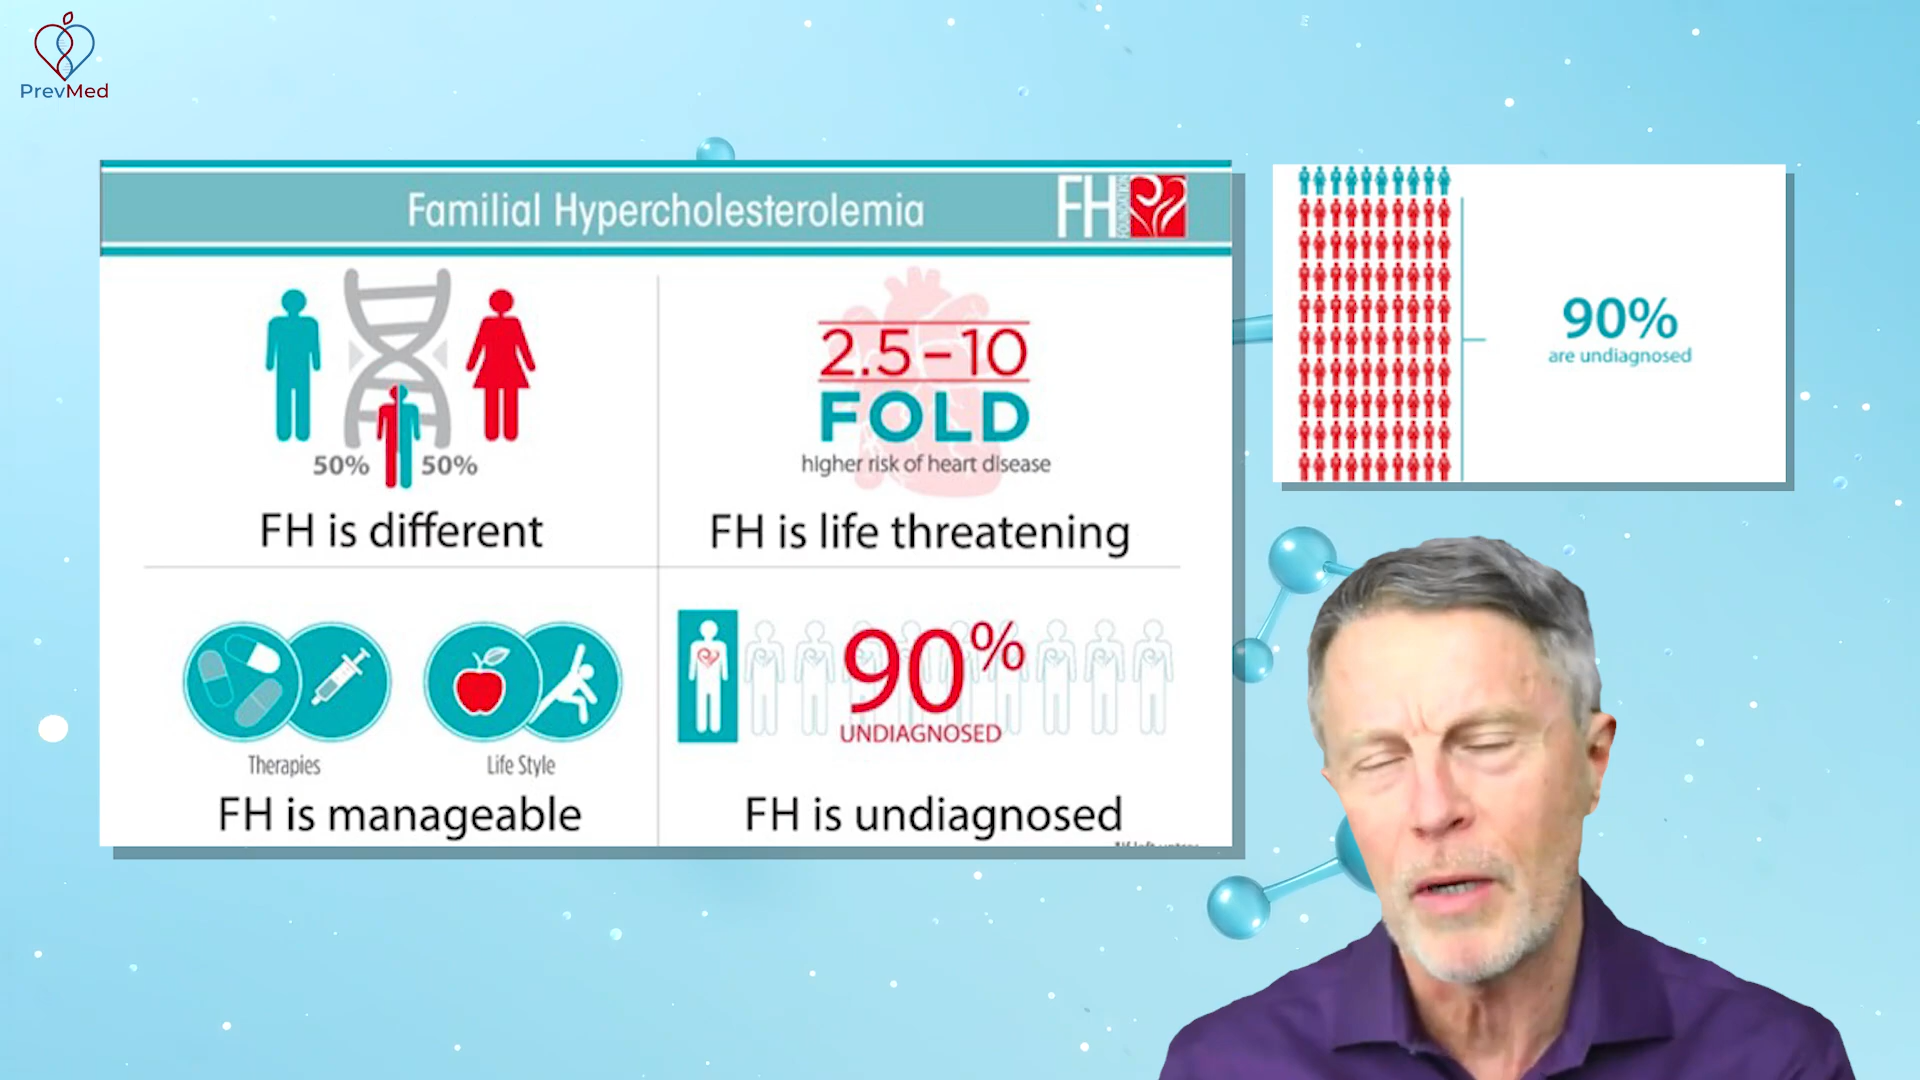 PrevMed
Familial Hypercholesterolemia
FH
FOUNDATION
50% 50%
FH is different
2.5-10
FOLD
higher risk of heart disease
FH is life threatening
Therapies
Life Style
FH is manageable
90%
UNDIAGNOSED
FH is undiagnosed
90%
are undiagnosed